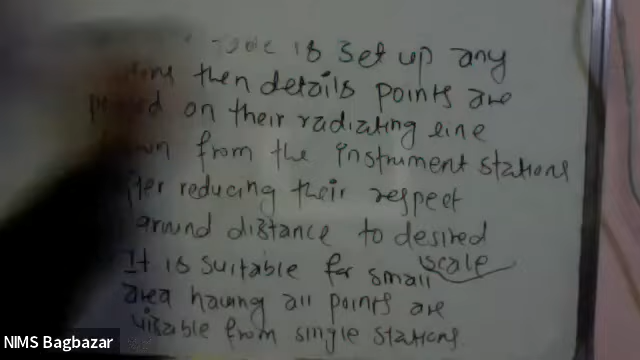 is set up any
then details points are
on their radiating line
from the instrument stations
reducing their respect
ground distance to desired
It is suitable for small scale
area having all points are
visable from single stations
NIMS Bagbazar